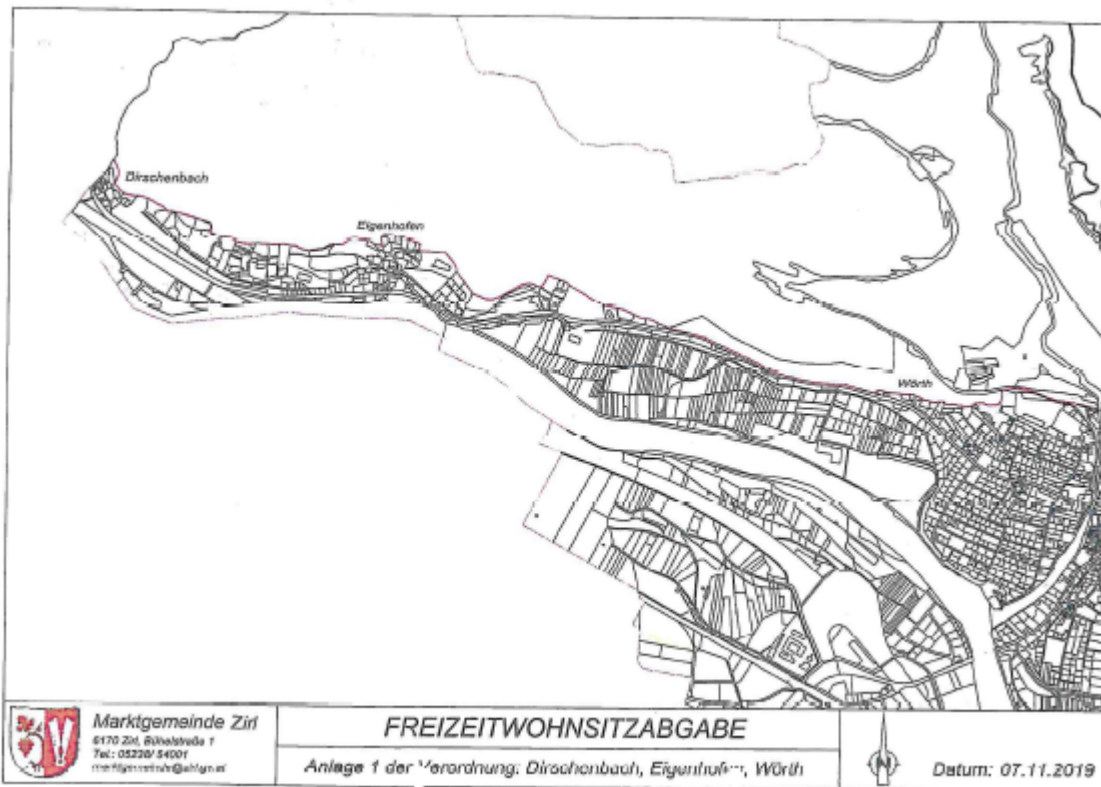 Dirschenbach
Eigenhofen
Wörth
Marktgemeinde Zirl
6170 Zirl, Bühelstraße 1
Tel.: 05238/ 54001
FREIZEITWOHNSITZABGABE
Anlage 1 der Verordnung: Dirschenbach, Eigenhofen, Wörth
N
Datum: 07.11.2019